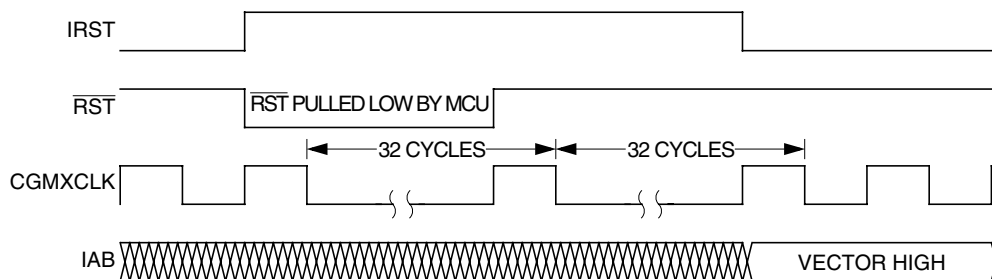 IRST
RST
RST PULLED LOW BY MCU
32 CYCLES
32 CYCLES
CGMXCLK
IAB
VECTOR HIGH